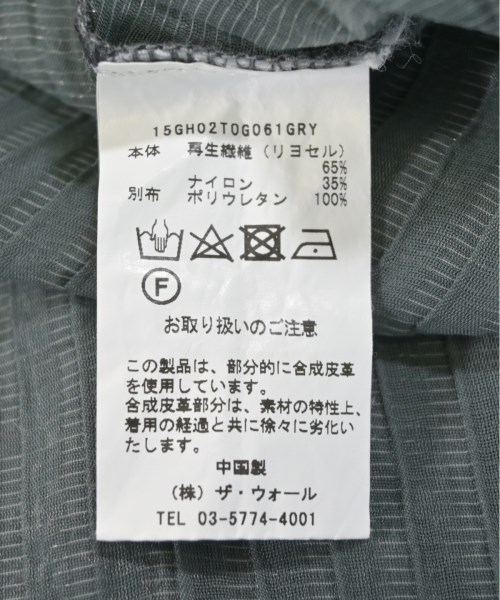 15GH02T0G061GRY
本体 再生繊維（リヨセル）
65%
ナイロン 35%
別布 ポリウレタン 100%
F
お取り扱いのご注意
この製品は、部分的に合成皮革
を使用しています。
合成皮革部分は、素材の特性上、
着用の経過と共に徐々に劣化い
たします。
中国製
（株）ザ・ウォール
TEL 03-5774-4001